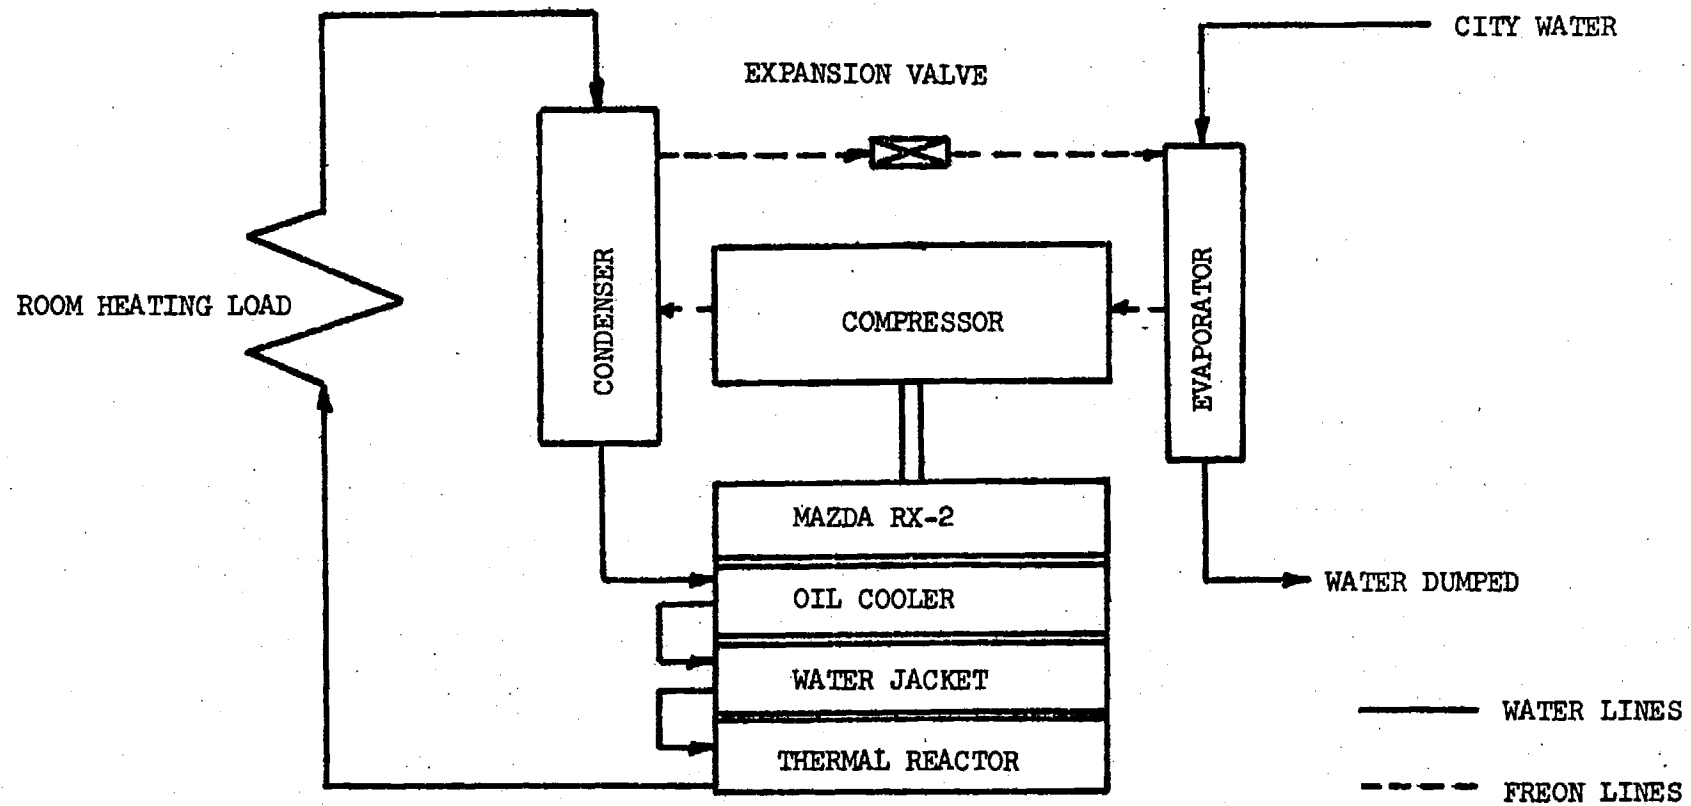 CITY WATER
EXPANSION VALVE
CONDENSER
COMPRESSOR
EVAPORATOR
ROOM HEATING LOAD
MAZDA RX-2
OIL COOLER
WATER JACKET
THERMAL REACTOR
WATER DUMPED
WATER LINES
FREON LINES